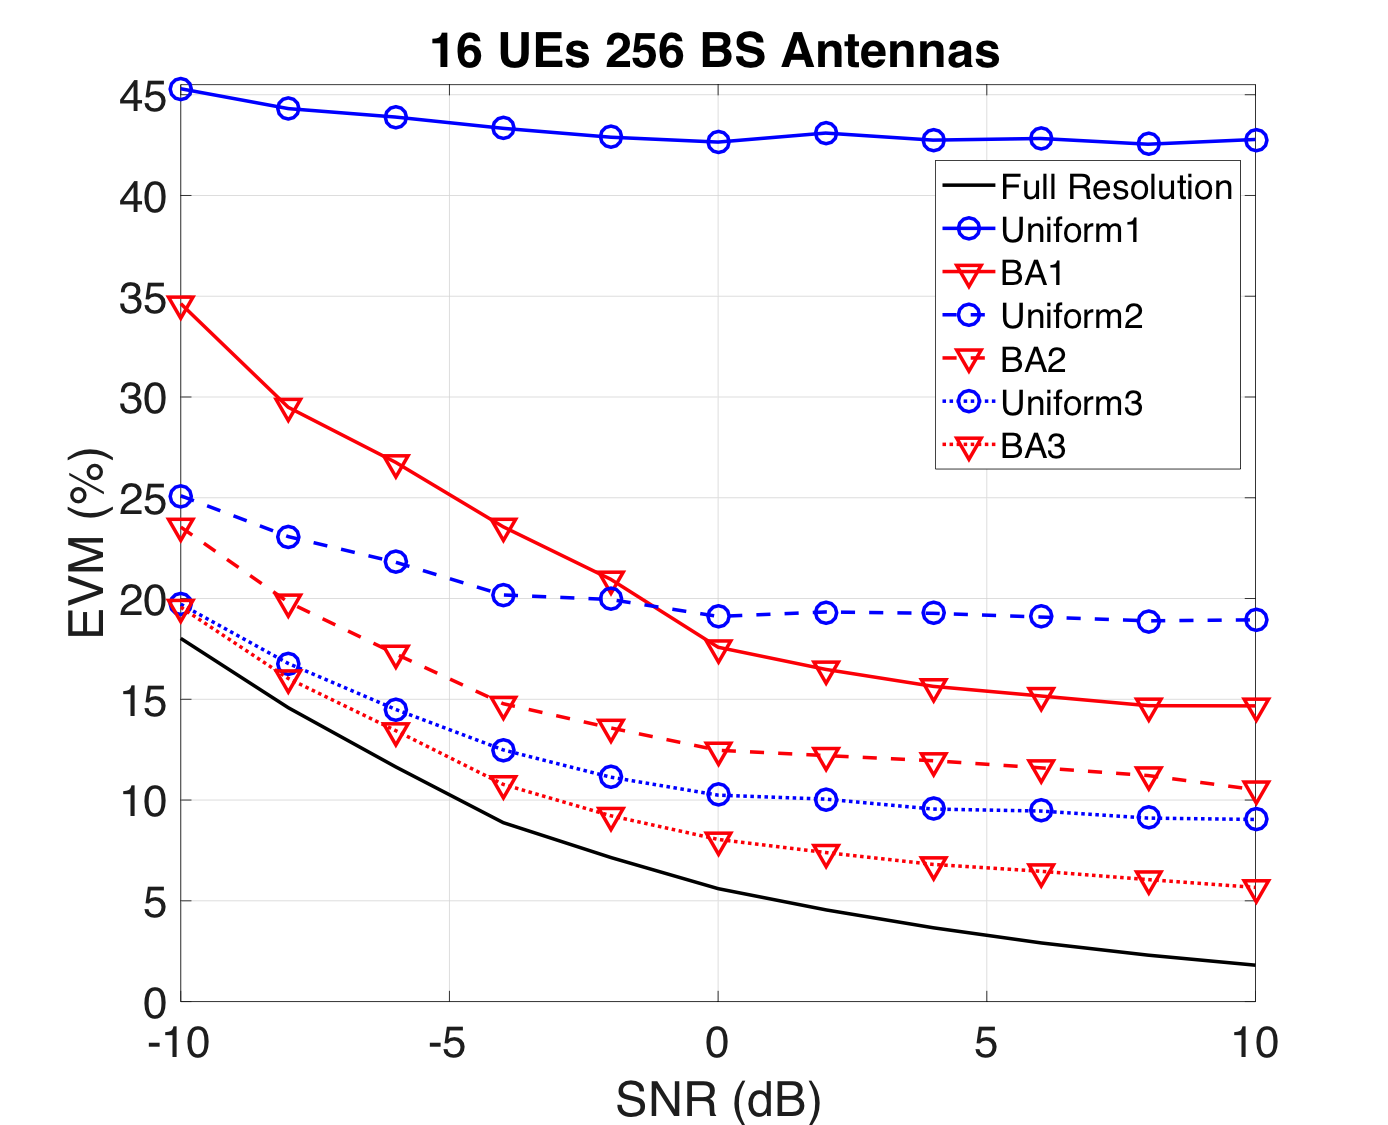 16 UEs 256 BS Antennas
45
40
35
30
25
20
15
10
5
0
EVM (%)
Full Resolution
Uniform1
BA1
Uniform2
BA2
Uniform3
BA3
-10
-5
0
5
10
SNR (dB)